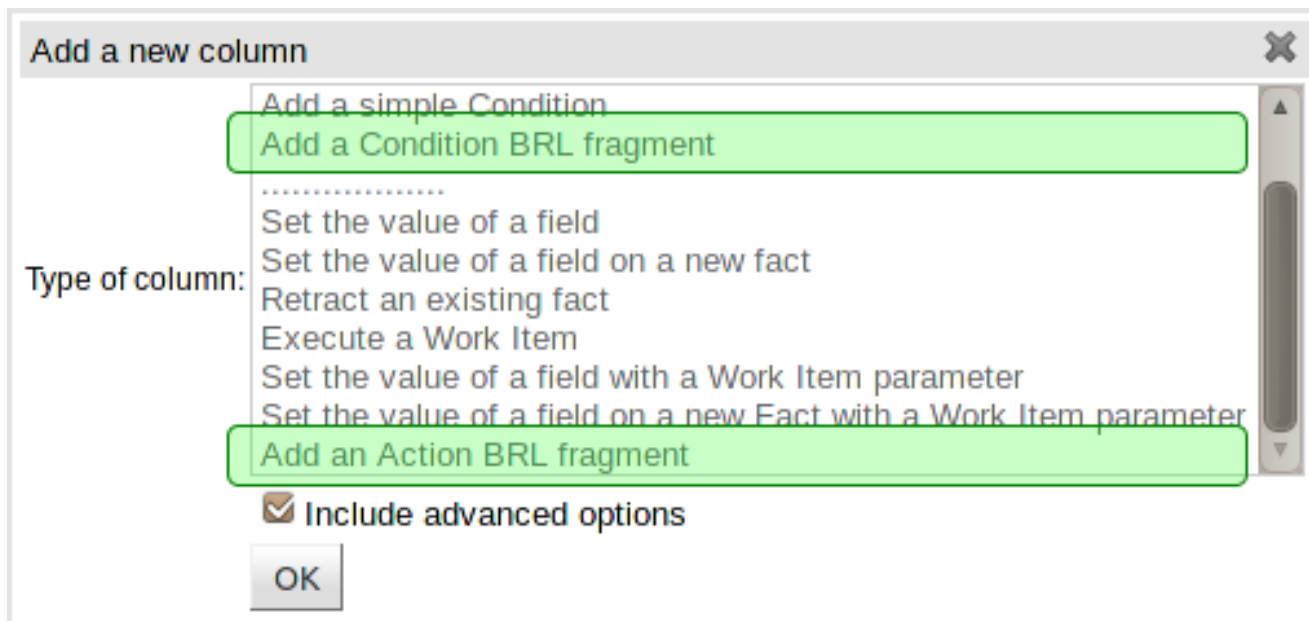 Add a new column
Add a simple Condition
Add a Condition BRL fragment
..................
Set the value of a field
Set the value of a field on a new fact
Type of column:
Retract an existing fact
Execute a Work Item
Set the value of a field with a Work Item parameter
Set the value of a field on a new Fact with a Work Item parameter
Add an Action BRL fragment
Include advanced options
OK